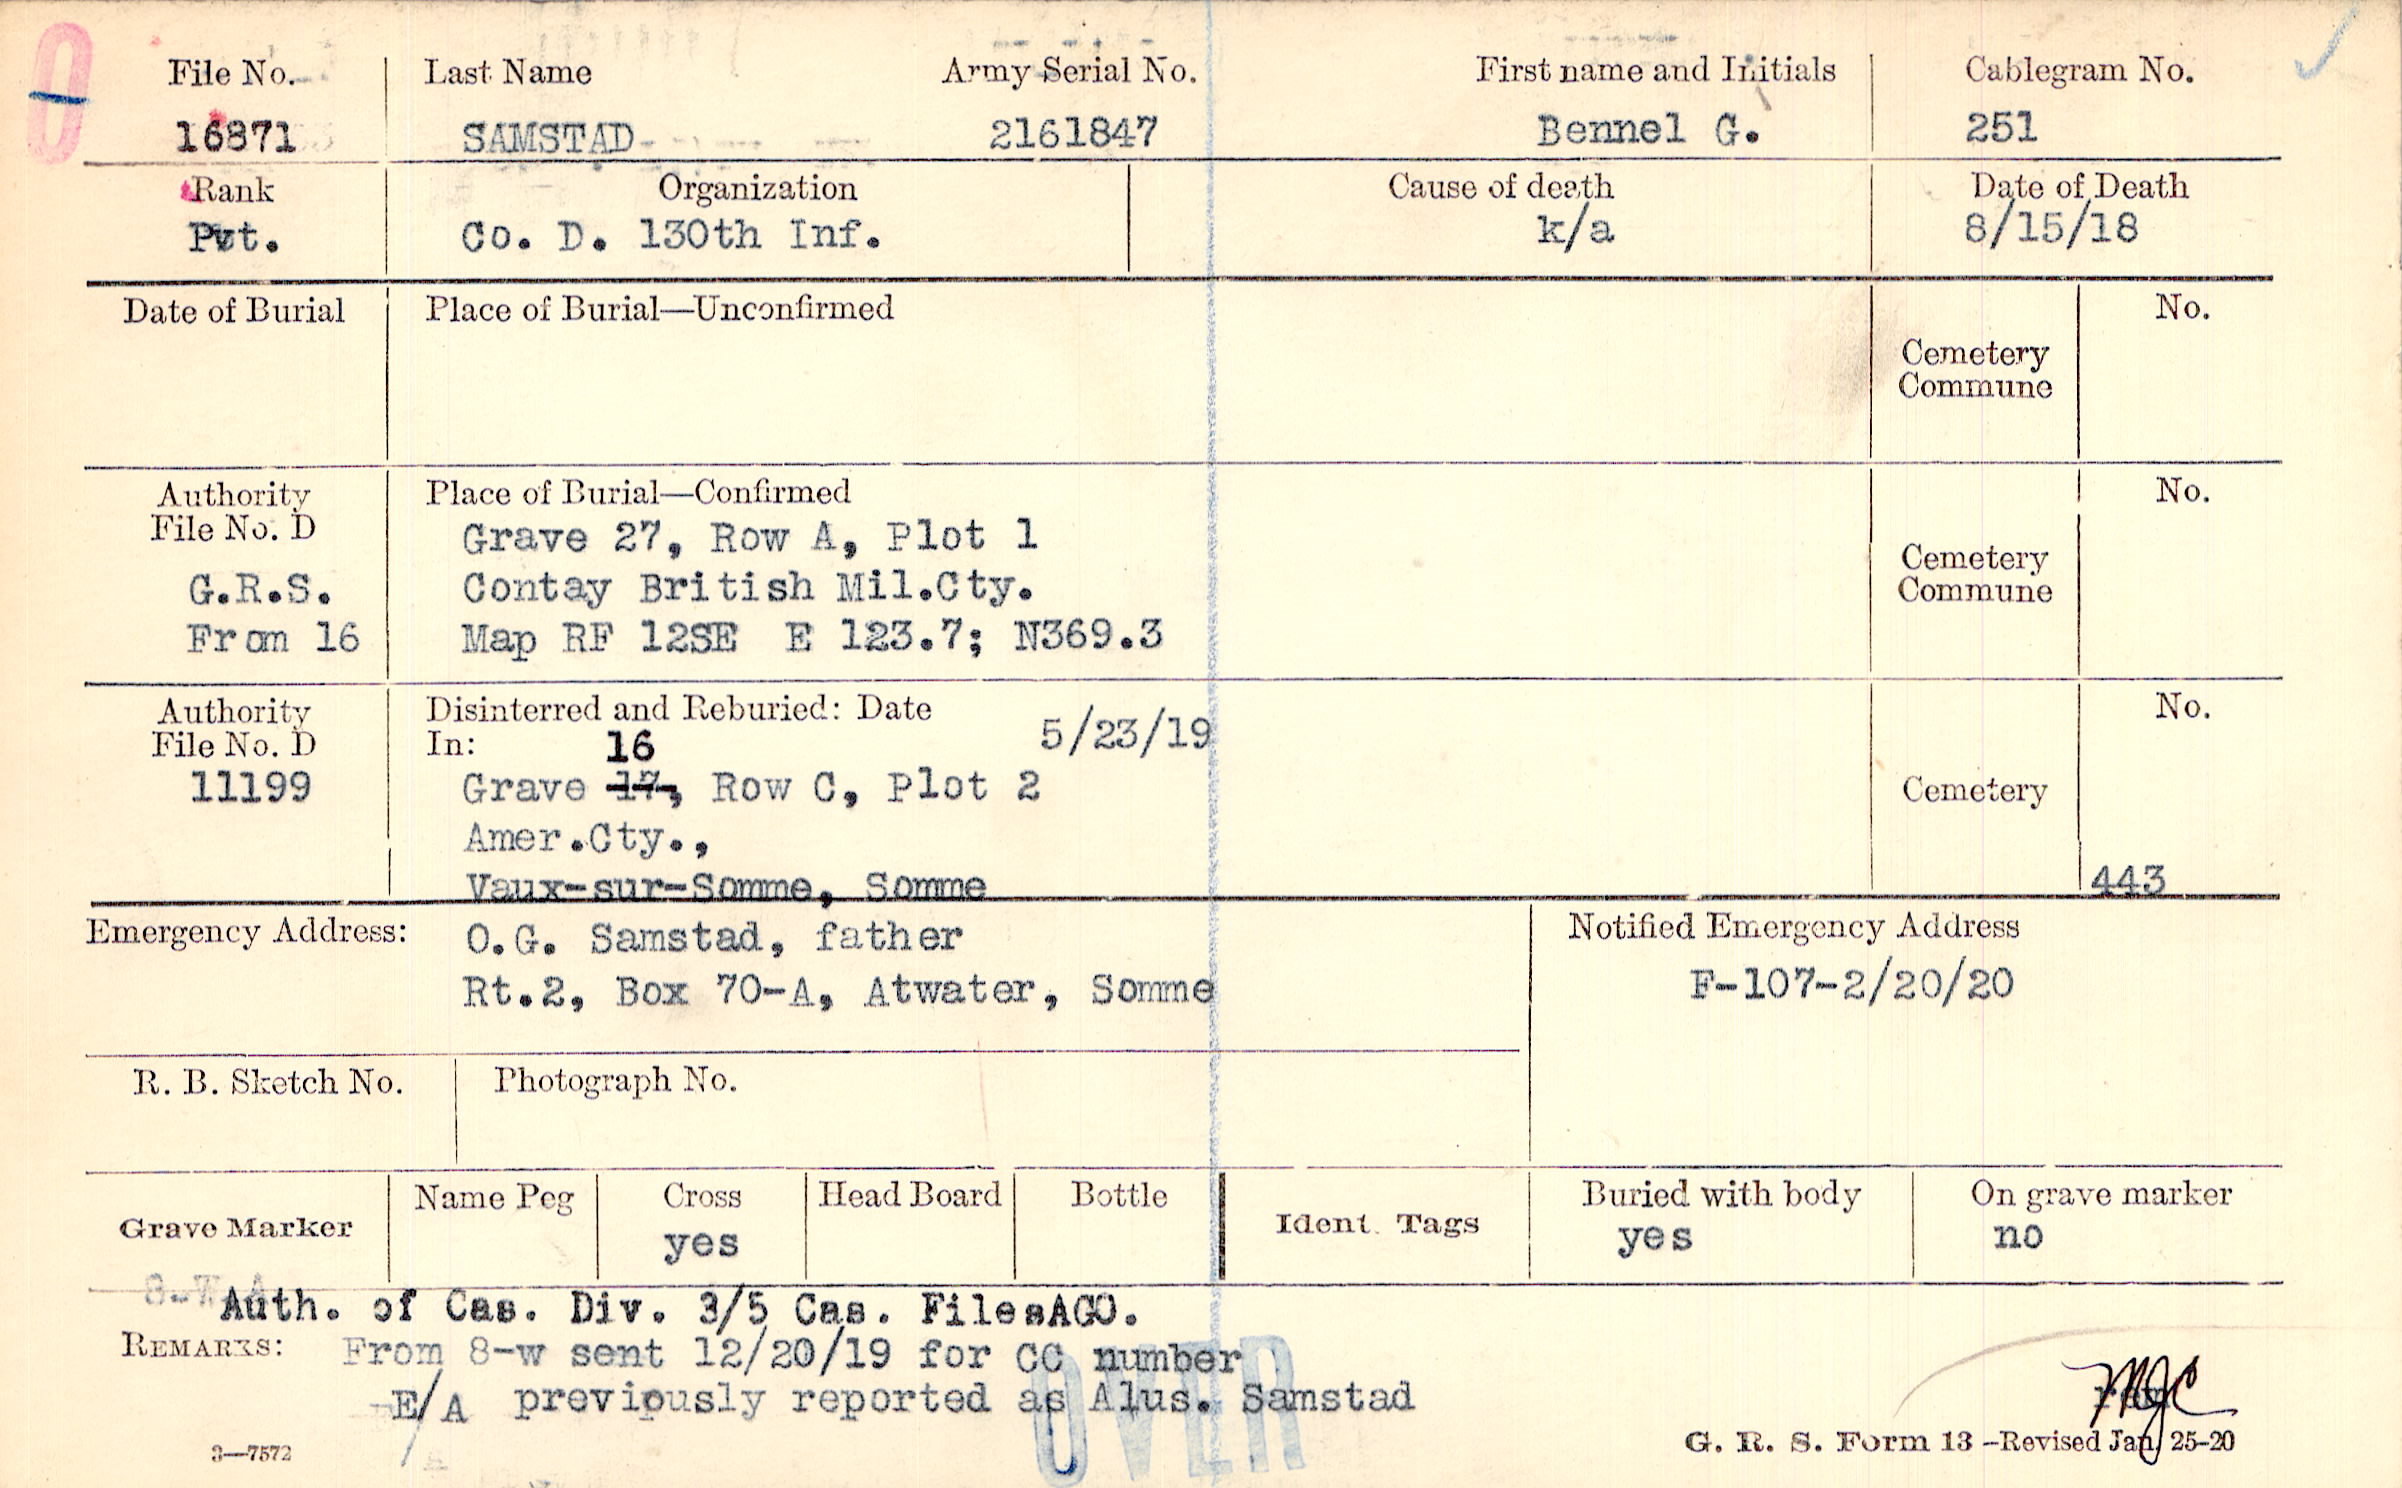 File No. Last Name Army Serial No. First name and Initials Cablegram No.
16871 SAMSTAD 2161847 Bennel G. 251
Rank Organization Cause of death Date of Death
Pvt. Co. D. 130th Inf. k/a 8/15/18
Date of Burial Place of Burial—Unconfirmed No.
Cemetery
Commune
Authority Place of Burial—Confirmed No.
File No. D
Grave 27, Row A, Plot 1
Cemetery
Commune
G.R.S. Contay British Mil.Cty.
From 16 Map RF 12SE E 123.7; N369.3
Authority Disinterred and Reburied: Date 5/23/19 No.
File No. D In: 16
11199 Grave 17, Row C, Plot 2 Cemetery
Amer.Cty.,
Vaux-sur-Somme, Somme 443
Emergency Address: O.G. Samstad, father Notified Emergency Address
Rt.2, Box 70-A, Atwater, Somme F-107-2/20/20
R. B. Sketch No. Photograph No.
Grave Marker Name Peg Cross Head Board Bottle Ident. Tags Buried with body On grave marker
yes yes no
8-W.A
Auth. of Cas. Div. 3/5 Cas. FilesAGO.
REMARKS: From 8-w sent 12/20/19 for CC number
E/A previously reported as Alus. Samstad
OVER
MJC
3—7572 G. R. S. Form 13 -Revised Jan. 25-20